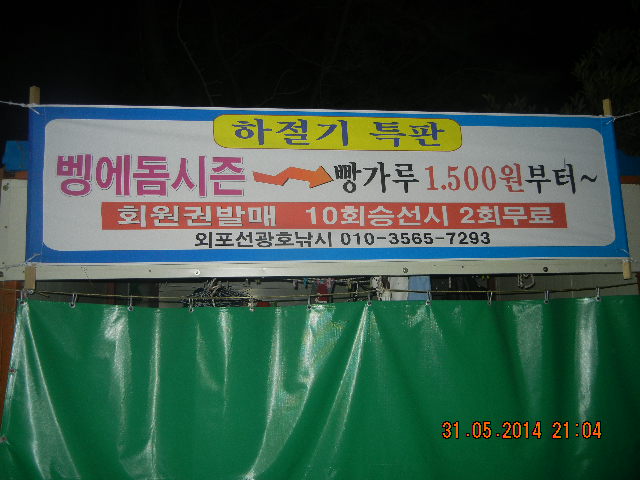 하절기 특판
벵에돔시즌 빵가루 1.500원부터~
회원권발매 10회승선시 2회무료
외포선광호낚시 010-3565-7293
31.05.2014 21:04